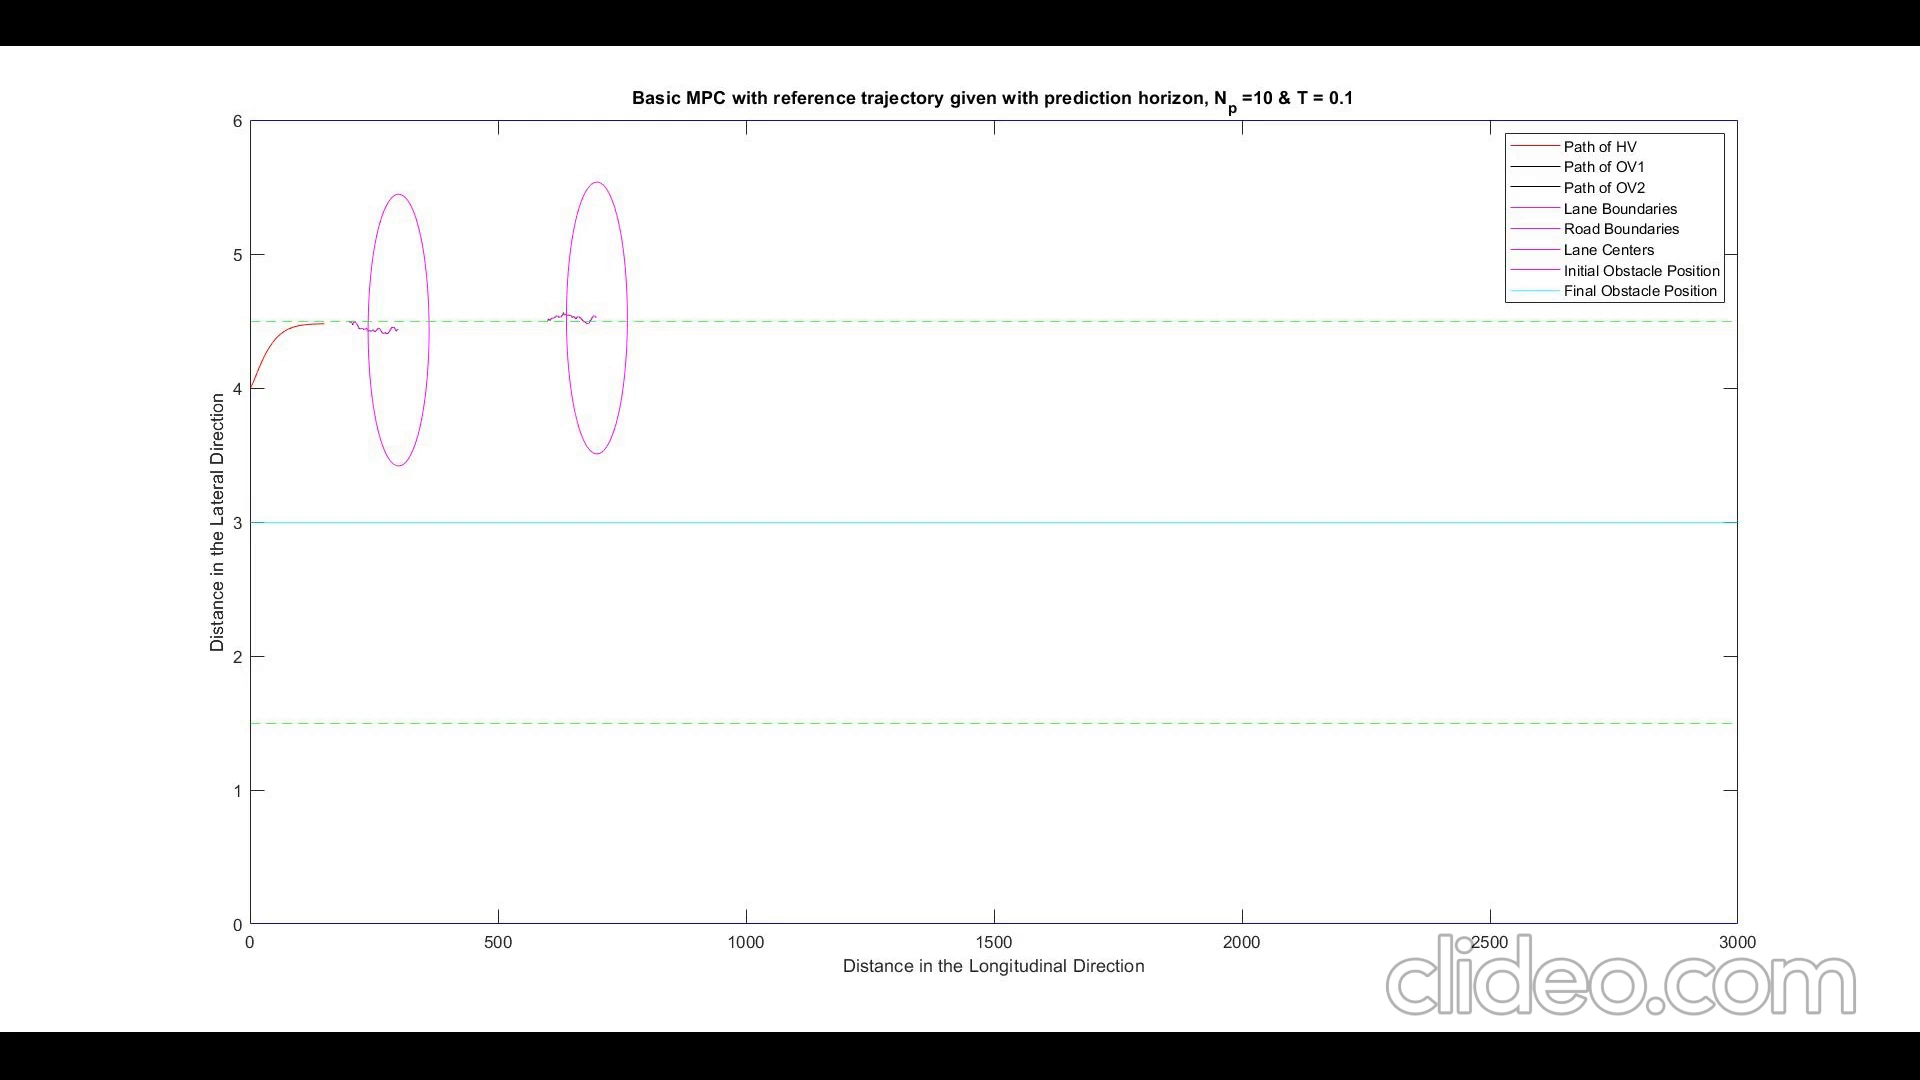 Basic MPC with reference trajectory given with prediction horizon, Np =10 & T = 0.1
6
5
4
3
2
1
0
Distance in the Lateral Direction
Path of HV
Path of OV1
Path of OV2
Lane Boundaries
Road Boundaries
Lane Centers
Initial Obstacle Position
Final Obstacle Position
0 500 1000 1500 2000 2500 3000
Distance in the Longitudinal Direction
clideo.com